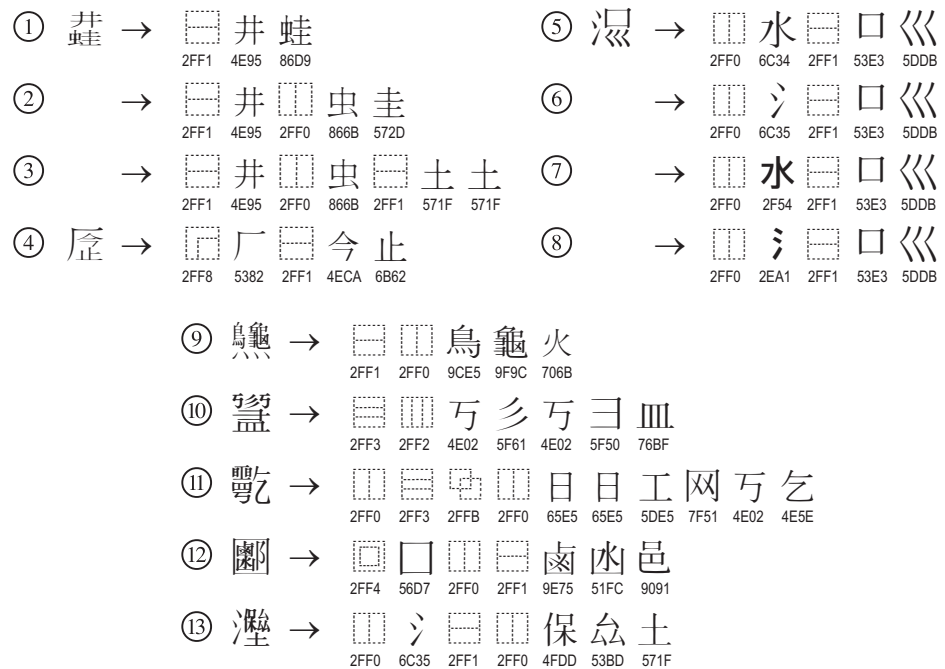 ① → ⿱ 井 蛙
2FF1 4E95 86D9
② → ⿱ 井 ⿰ 虫 圭
2FF1 4E95 2FF0 866B 572D
③ → ⿱ 井 ⿰ 虫 ⿱ 土 土
2FF1 4E95 2FF0 866B 2FF1 571F 571F
④ → ⿸ 厂 ⿱ 今 止
2FF8 5382 2FF1 4ECA 6B62
⑤ → ⿰ 水 ⿱ 口 巛
2FF0 6C34 2FF1 53E3 5DDB
⑥ → ⿰ 氵 ⿱ 口 巛
2FF0 6C35 2FF1 53E3 5DDB
⑦ → ⿰ ⽔ ⿱ 口 巛
2FF0 2F54 2FF1 53E3 5DDB
⑧ → ⿰ ⺡ ⿱ 口 巛
2FF0 2EA1 2FF1 53E3 5DDB
⑨ → ⿱ ⿰ 鳥 龜 火
2FF1 2FF0 9CE5 9F9C 706B
⑩ → ⿳ ⿲ 丂 彡 丂 彐 皿
2FF3 2FF2 4E02 5F61 4E02 5F50 76BF
⑪ → ⿰ ⿳ ⿻ ⿰ 日 日 工 网 丂 乞
2FF0 2FF3 2FFB 2FF0 65E5 65E5 5DE5 7F51 4E02 4E5E
⑫ → ⿴ 囗 ⿰ ⿱ 鹵 凼 邑
2FF4 56D7 2FF0 2FF1 9E75 51FC 9091
⑬ → ⿰ 氵 ⿱ ⿰ 保 厽 土
2FF0 6C35 2FF1 2FF0 4FDD 53BD 571F